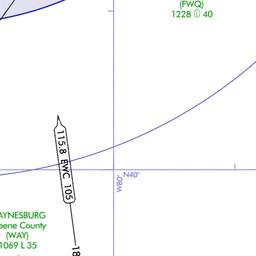 (FWQ)
1228 Ⓛ 40
115.8 EWC 105
N40°
W80°
18
AYNESBURG
eene County
(WAY)
1069 L 35